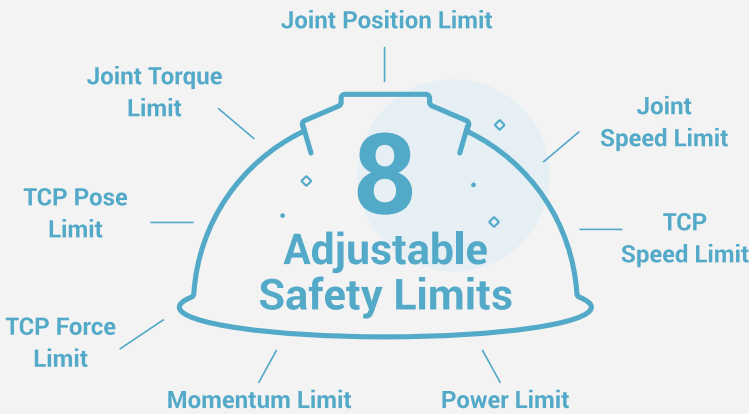 Joint Position Limit
Joint Torque
Limit
Joint
Speed Limit
8
Adjustable
Safety Limits
TCP Pose
Limit
TCP
Speed Limit
TCP Force
Limit
Momentum Limit
Power Limit